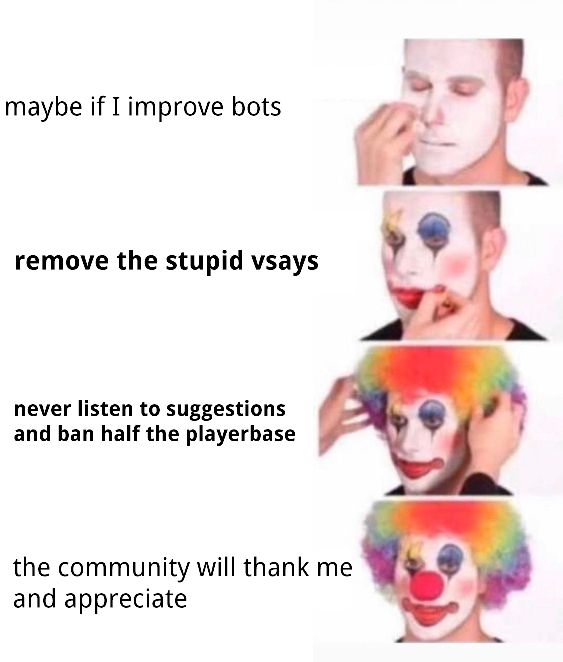 maybe if I improve bots
remove the stupid vsays
never listen to suggestions
and ban half the playerbase
the community will thank me
and appreciate